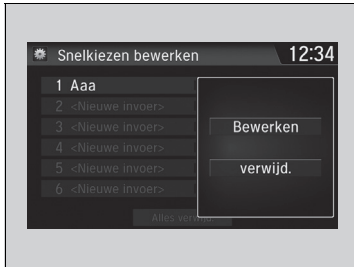 Snelkiezen bewerken 12:34
1 Aaa
2 <Nieuwe invoer>
3 <Nieuwe invoer>
4 <Nieuwe invoer>
5 <Nieuwe invoer>
6 <Nieuwe invoer>
Bewerken
verwijd.
Alles verwijd.